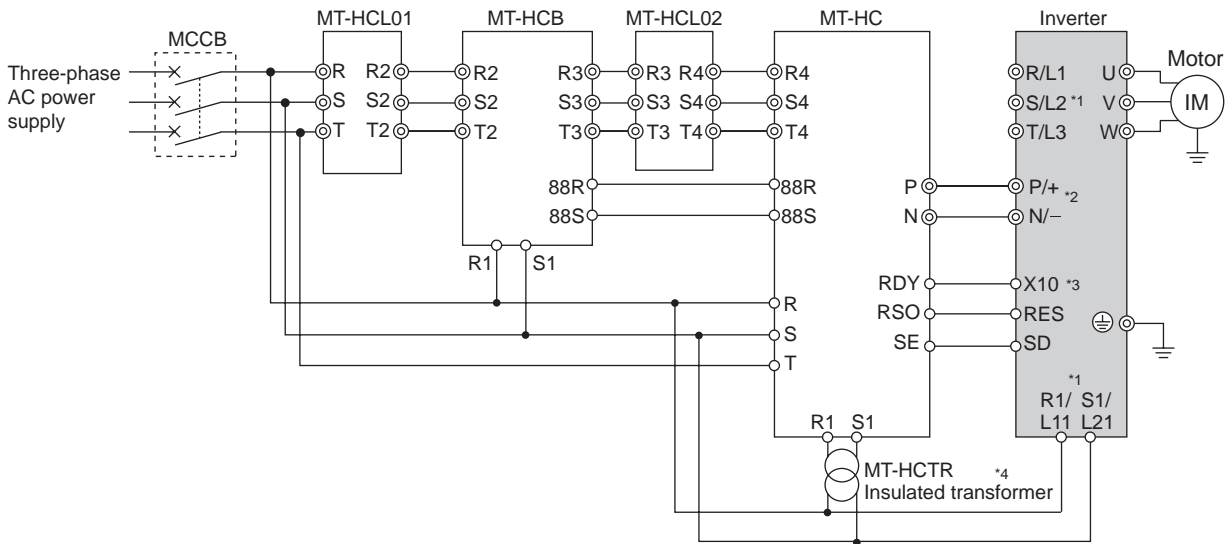 MT-HCL01
MT-HCB
MT-HCL02
MT-HC
Inverter
MCCB
Motor
Three-phase
AC power
supply
R R2 R2 R3 R3 R4 R4 R/L1 U
S S2 S2 S3 S3 S4 S4 S/L2 *1 V IM
T T2 T2 T3 T3 T4 T4 T/L3 W
88R 88R P P/+ *2
88S 88S N N/−
R1 S1
RDY X10 *3
R
RSO RES
S
SE SD
T
*1
R1/ S1/
L11 L21
R1 S1
MT-HCTR *4
Insulated transformer